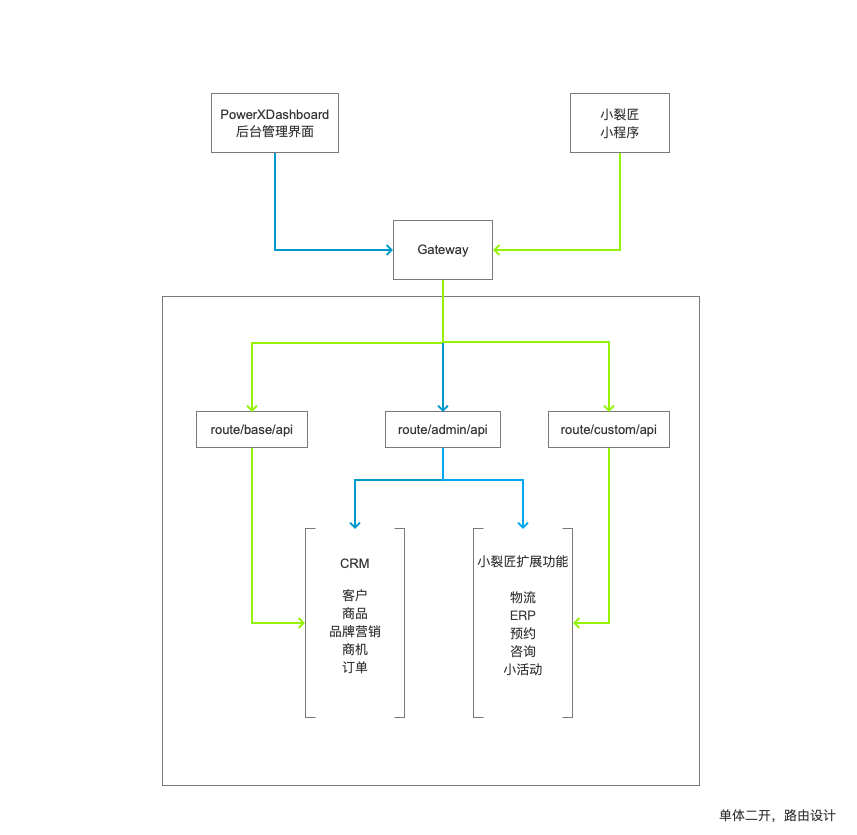 PowerXDashboard
后台管理界面
小裂匠
小程序
Gateway
route/base/api
route/admin/api
route/custom/api
CRM
客户
商品
品牌营销
商机
订单
小裂匠扩展功能
物流
ERP
预约
咨询
小活动
单体二开，路由设计